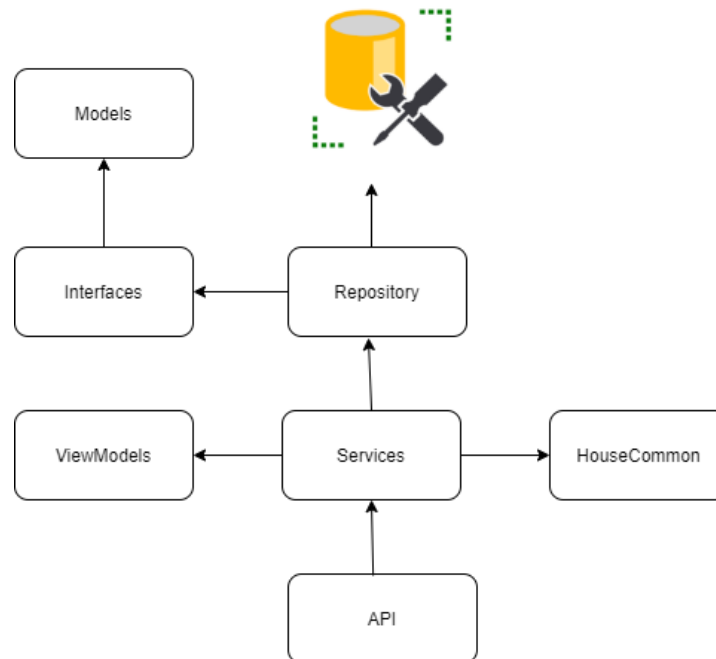 Models
Interfaces
Repository
ViewModels
Services
HouseCommon
API